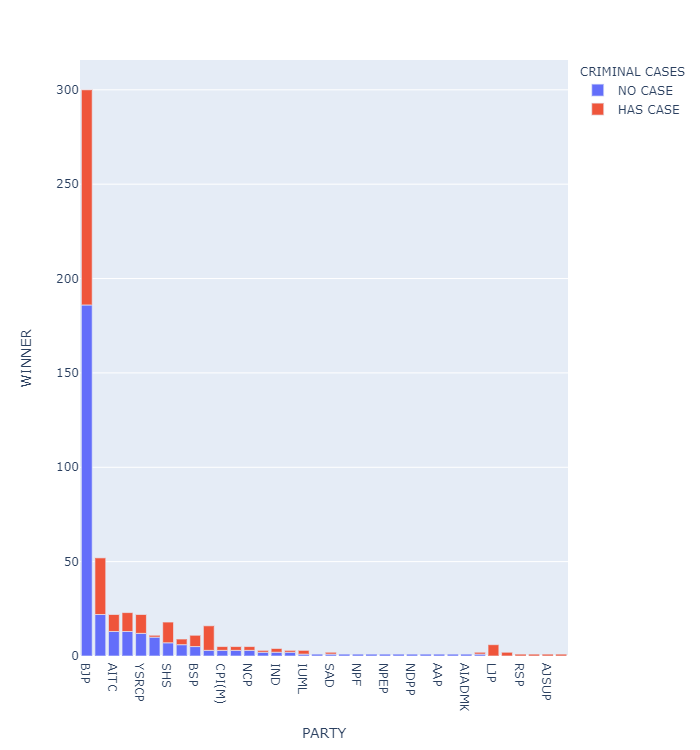 CRIMINAL CASES
NO CASE
HAS CASE
WINNER
300
250
200
150
100
50
0
BJP
AITC
YSRCP
SHS
BSP
CPI(M)
NCP
IND
IUML
SAD
NPF
NPEP
NDPP
AAP
AIADMK
LJP
RSP
AJSUP
PARTY